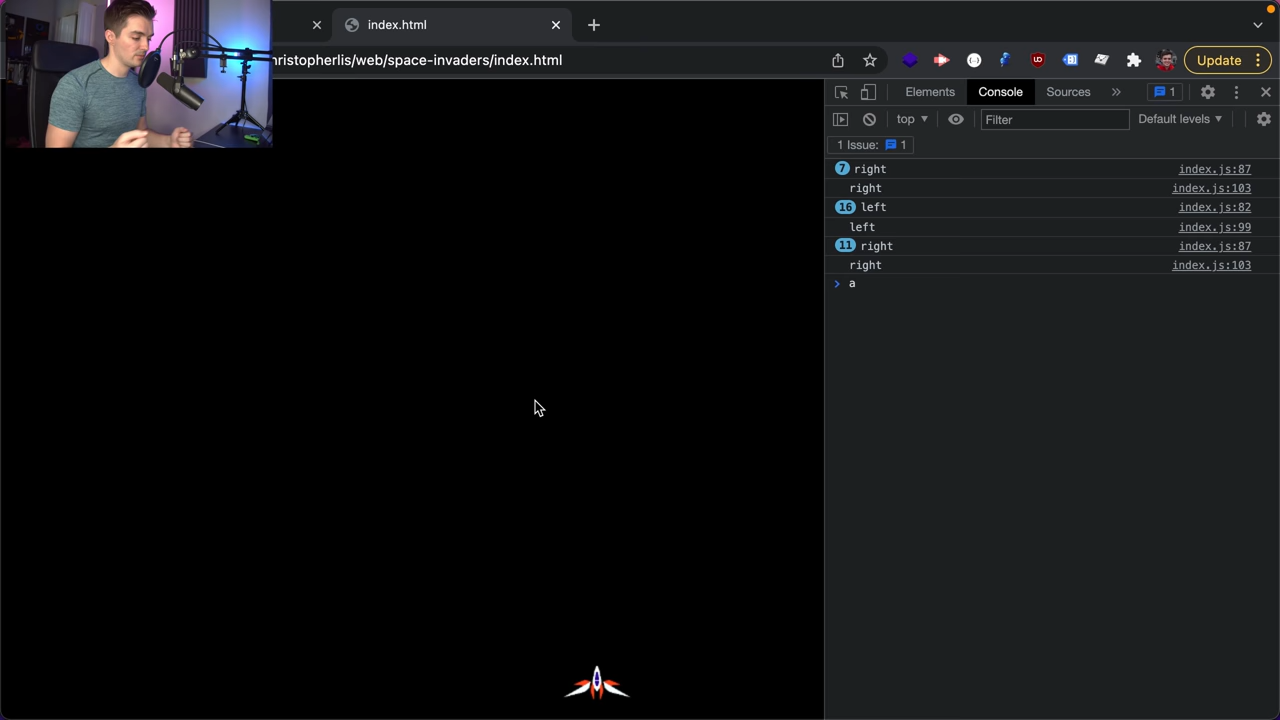 index.html
hristopherlis/web/space-invaders/index.html
Update
Elements
Console
Sources
1
top
Filter
Default levels
1 Issue: 1
7 right index.js:87
right index.js:103
16 left index.js:82
left index.js:99
11 right index.js:87
right index.js:103
> a